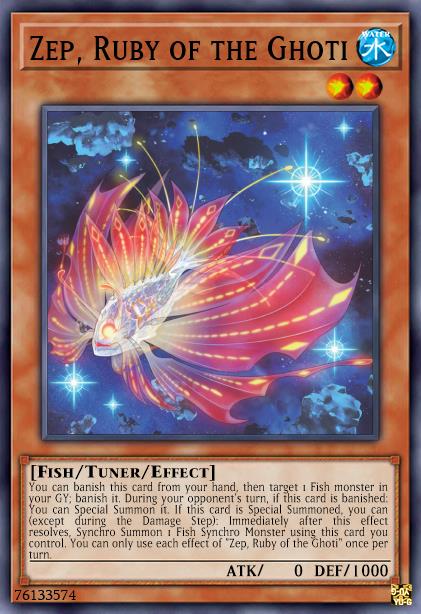 Zep, Ruby of the Ghoti
WATER
水
[Fish/Tuner/Effect]
You can banish this card from your hand, then target 1 Fish monster in
your GY; banish it. During your opponent's turn, if this card is banished:
You can Special Summon it. If this card is Special Summoned, you can
(except during the Damage Step): Immediately after this effect
resolves, Synchro Summon 1 Fish Synchro Monster using this card you
control. You can only use each effect of "Zep, Ruby of the Ghoti" once per
turn.
ATK/ 0 DEF/1000
76133574